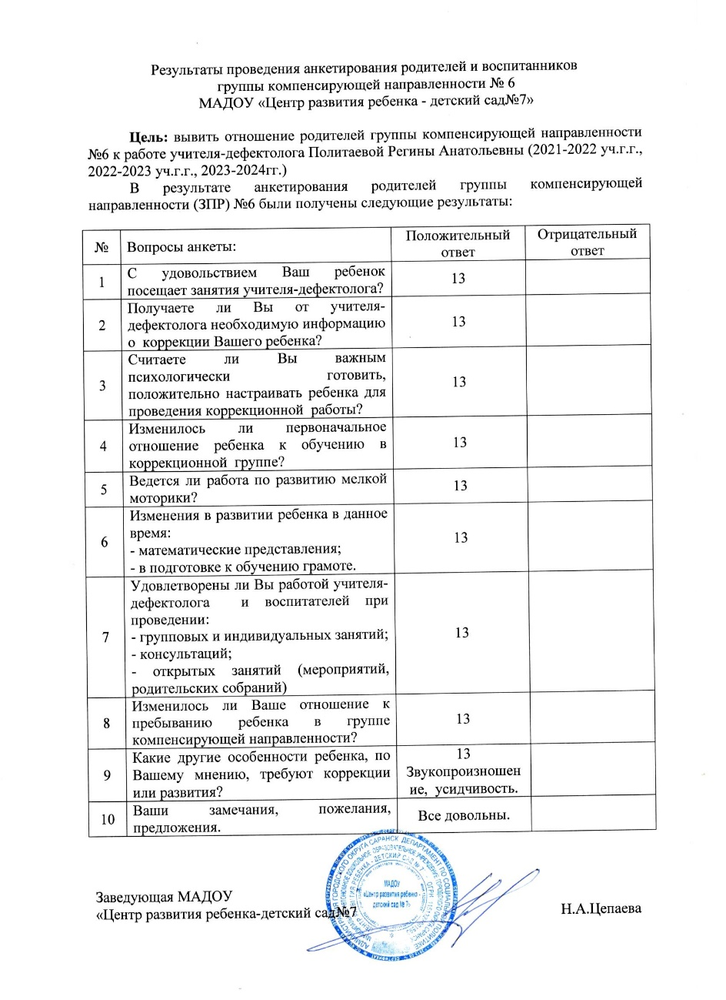 Результаты проведения анкетирования родителей и воспитанников
группы компенсирующей направленности № 6
МАДОУ «Центр развития ребенка - детский сад№7»
Цель: вывить отношение родителей группы компенсирующей направленности
№6 к работе учителя-дефектолога Политаевой Регины Анатольевны (2021-2022 уч.г.г.,
2022-2023 уч.г.г., 2023-2024гг.)
В результате анкетирования родителей группы компенсирующей
направленности (ЗПР) №6 были получены следующие результаты:
№ Вопросы анкеты: Положительный ответ Отрицательный ответ
1 С удовольствием Ваш ребенок
посещает занятия учителя-дефектолога? 13
2 Получаете ли Вы от учителя-
дефектолога необходимую информацию 13
о коррекции Вашего ребенка?
3 Считаете ли Вы важным
психологически готовить, 13
положительно настраивать ребенка для
проведения коррекционной работы?
4 Изменилось ли первоначальное
отношение ребенка к обучению в 13
коррекционной группе?
5 Ведется ли работа по развитию мелкой
моторики? 13
6 Изменения в развитии ребенка в данное
время: 13
- математические представления;
- в подготовке к обучению грамоте.
7 Удовлетворены ли Вы работой учителя-
дефектолога и воспитателей при
проведении:
- групповых и индивидуальных занятий; 13
- консультаций;
- открытых занятий (мероприятий,
родительских собраний)
8 Изменилось ли Ваше отношение к
пребыванию ребенка в группе 13
компенсирующей направленности?
9 Какие другие особенности ребенка, по 13
Вашему мнению, требуют коррекции Звукопроизношен
или развития? ие, усидчивость.
10 Ваши замечания, пожелания, Все довольны.
предложения.
МАДОУ
«Центр развития ребенка -
детский сад № 7»
Заведующая МАДОУ
«Центр развития ребенка-детский сад№7 Н.А.Цепаева